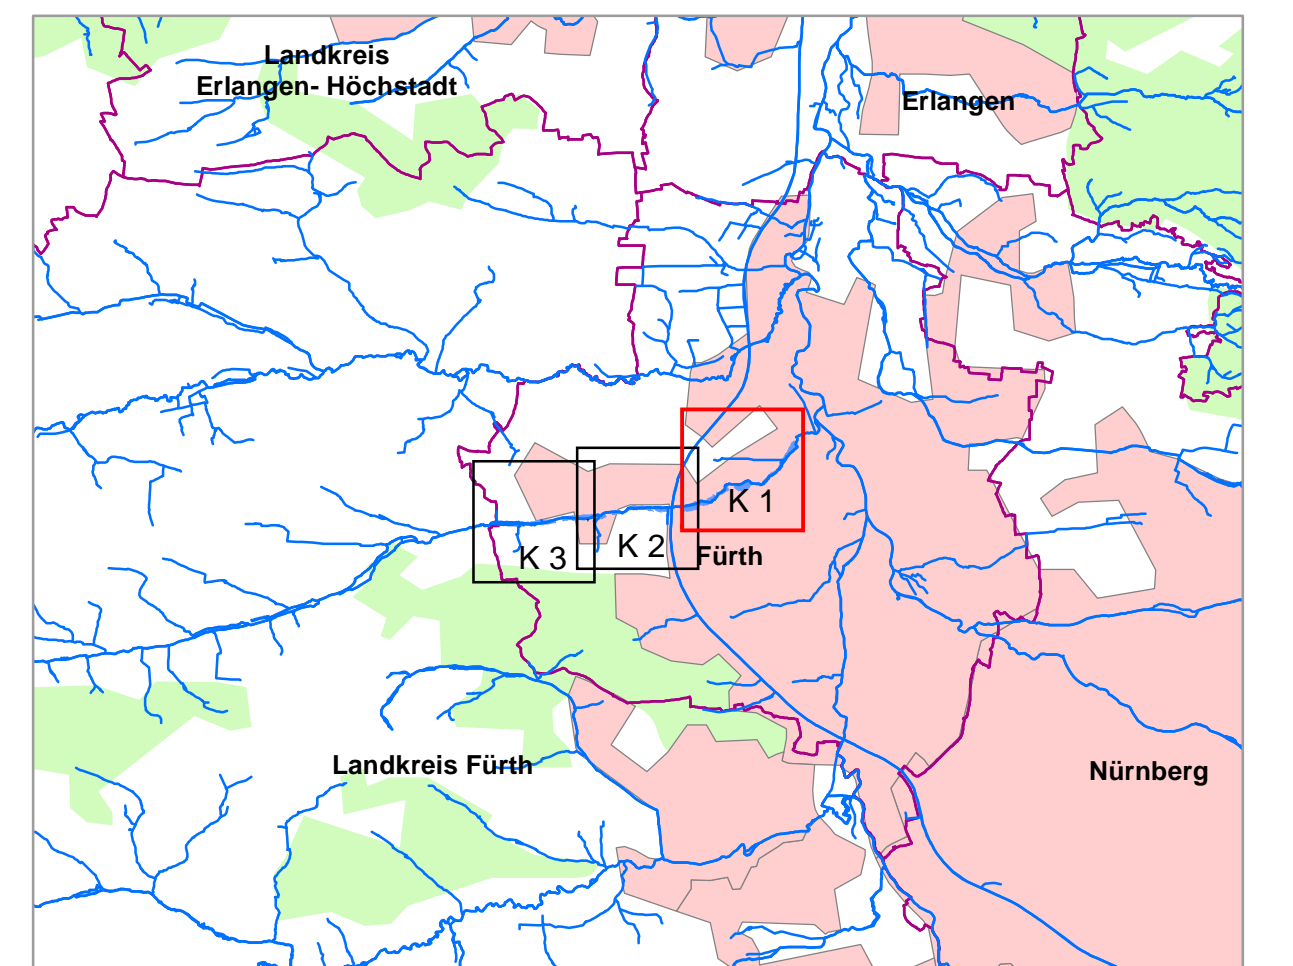 Landkreis
Erlangen- Höchstadt
Erlangen
K 1
K 2
K 3
Fürth
Landkreis Fürth
Nürnberg